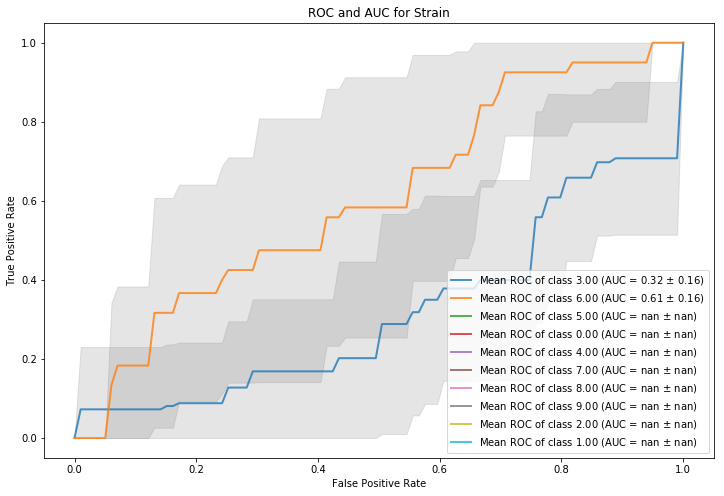 ROC and AUC for Strain
True Positive Rate
1.0
0.8
0.6
0.4
0.2
0.0
Mean ROC of class 3.00 (AUC = 0.32 ± 0.16)
Mean ROC of class 6.00 (AUC = 0.61 ± 0.16)
Mean ROC of class 5.00 (AUC = nan ± nan)
Mean ROC of class 0.00 (AUC = nan ± nan)
Mean ROC of class 4.00 (AUC = nan ± nan)
Mean ROC of class 7.00 (AUC = nan ± nan)
Mean ROC of class 8.00 (AUC = nan ± nan)
Mean ROC of class 9.00 (AUC = nan ± nan)
Mean ROC of class 2.00 (AUC = nan ± nan)
Mean ROC of class 1.00 (AUC = nan ± nan)
0.0 0.2 0.4 0.6 0.8 1.0
False Positive Rate